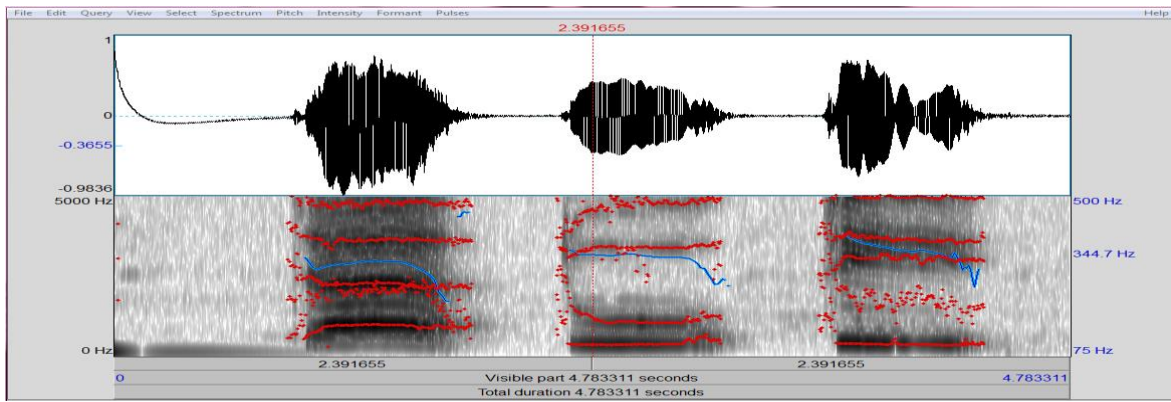 File Edit Query View Select Spectrum Pitch Intensity Formant Pulses Help
2.391655
1
0
-0.3655
-0.9836
5000 Hz 500 Hz
344.7 Hz
0 Hz 75 Hz
2.391655 2.391655
0 Visible part 4.783311 seconds 4.783311
Total duration 4.783311 seconds